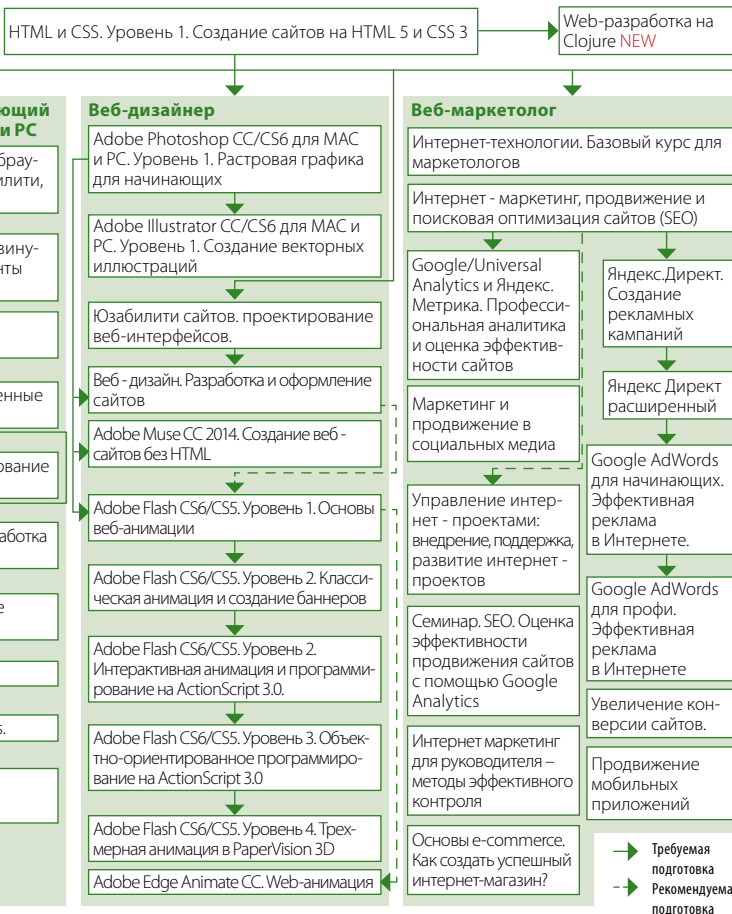 HTML и CSS. Уровень 1. Создание сайтов на HTML 5 и CSS 3
Web-разработка на
Clojure NEW
и PC
Веб-дизайнер
Adobe Photoshop CC/CS6 для MAC
и PC. Уровень 1. Растровая графика
для начинающих
Adobe Illustrator CC/CS6 для MAC и
PC. Уровень 1. Создание векторных
иллюстраций
Юзабилити сайтов. проектирование
веб-интерфейсов.
Веб - дизайн. Разработка и оформление
сайтов
Adobe Muse CC 2014. Создание веб -
сайтов без HTML
Adobe Flash CS6/CS5. Уровень 1. Основы
веб-анимации
Adobe Flash CS6/CS5. Уровень 2. Класси-
ческая анимация и создание баннеров
Adobe Flash CS6/CS5. Уровень 2.
Интерактивная анимация и программи-
рование на ActionScript 3.0.
Adobe Flash CS6/CS5. Уровень 3. Объек-
тно-ориентированное программиро-
вание на ActionScript 3.0
Adobe Flash CS6/CS5. Уровень 4. Трех-
мерная анимация в PaperVision 3D
Adobe Edge Animate CC. Web-анимация
Веб-маркетолог
Интернет-технологии. Базовый курс для
маркетологов
Интернет - маркетинг, продвижение и
поисковая оптимизация сайтов (SEO)
Google/Universal
Analytics и Яндекс.
Метрика. Професси-
ональная аналитика
и оценка эффектив-
ности сайтов
Маркетинг и
продвижение в
социальных медиа
Управление интер-
нет - проектами:
внедрение, поддержка,
развитие интернет -
проектов
Семинар. SEO. Оценка
эффективности
продвижения сайтов
с помощью Google
Analytics
Интернет маркетинг
для руководителя –
методы эффективного
контроля
Основы e-commerce.
Как создать успешный
интернет-магазин?
Яндекс.Директ.
Создание
рекламных
кампаний
Яндекс Директ
расширенный
Google AdWords
для начинающих.
Эффективная
реклама
в Интернете.
Google AdWords
для профи.
Эффективная
реклама
в Интернете
Увеличение кон-
версии сайтов.
Продвижение
мобильных
приложений
Требуемая
подготовка
Рекомендуема
подготовка